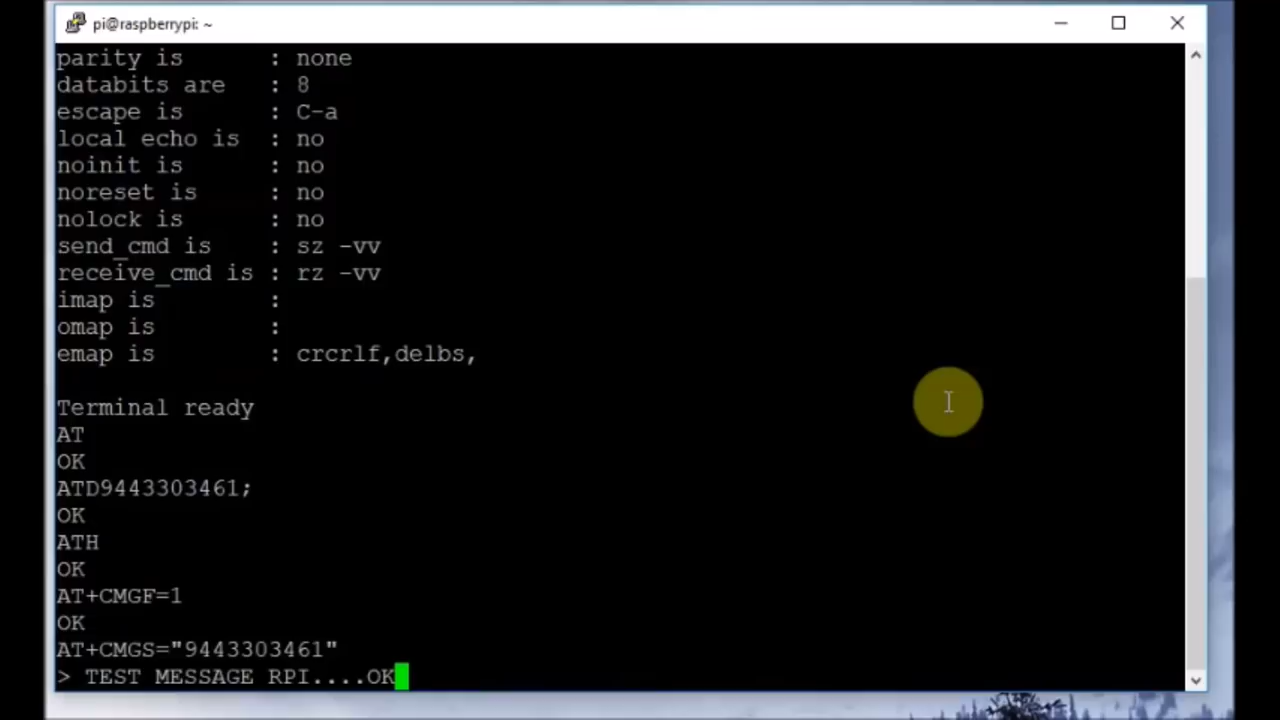 pi@raspberrypi: ~
parity is : none
databits are : 8
escape is : C-a
local echo is : no
noinit is : no
noreset is : no
nolock is : no
send_cmd is : sz -vv
receive_cmd is : rz -vv
imap is :
omap is :
emap is : crcrlf,delbs,
Terminal ready
AT
OK
ATD9443303461;
OK
ATH
OK
AT+CMGF=1
OK
AT+CMGS="9443303461"
> TEST MESSAGE RPI....OK